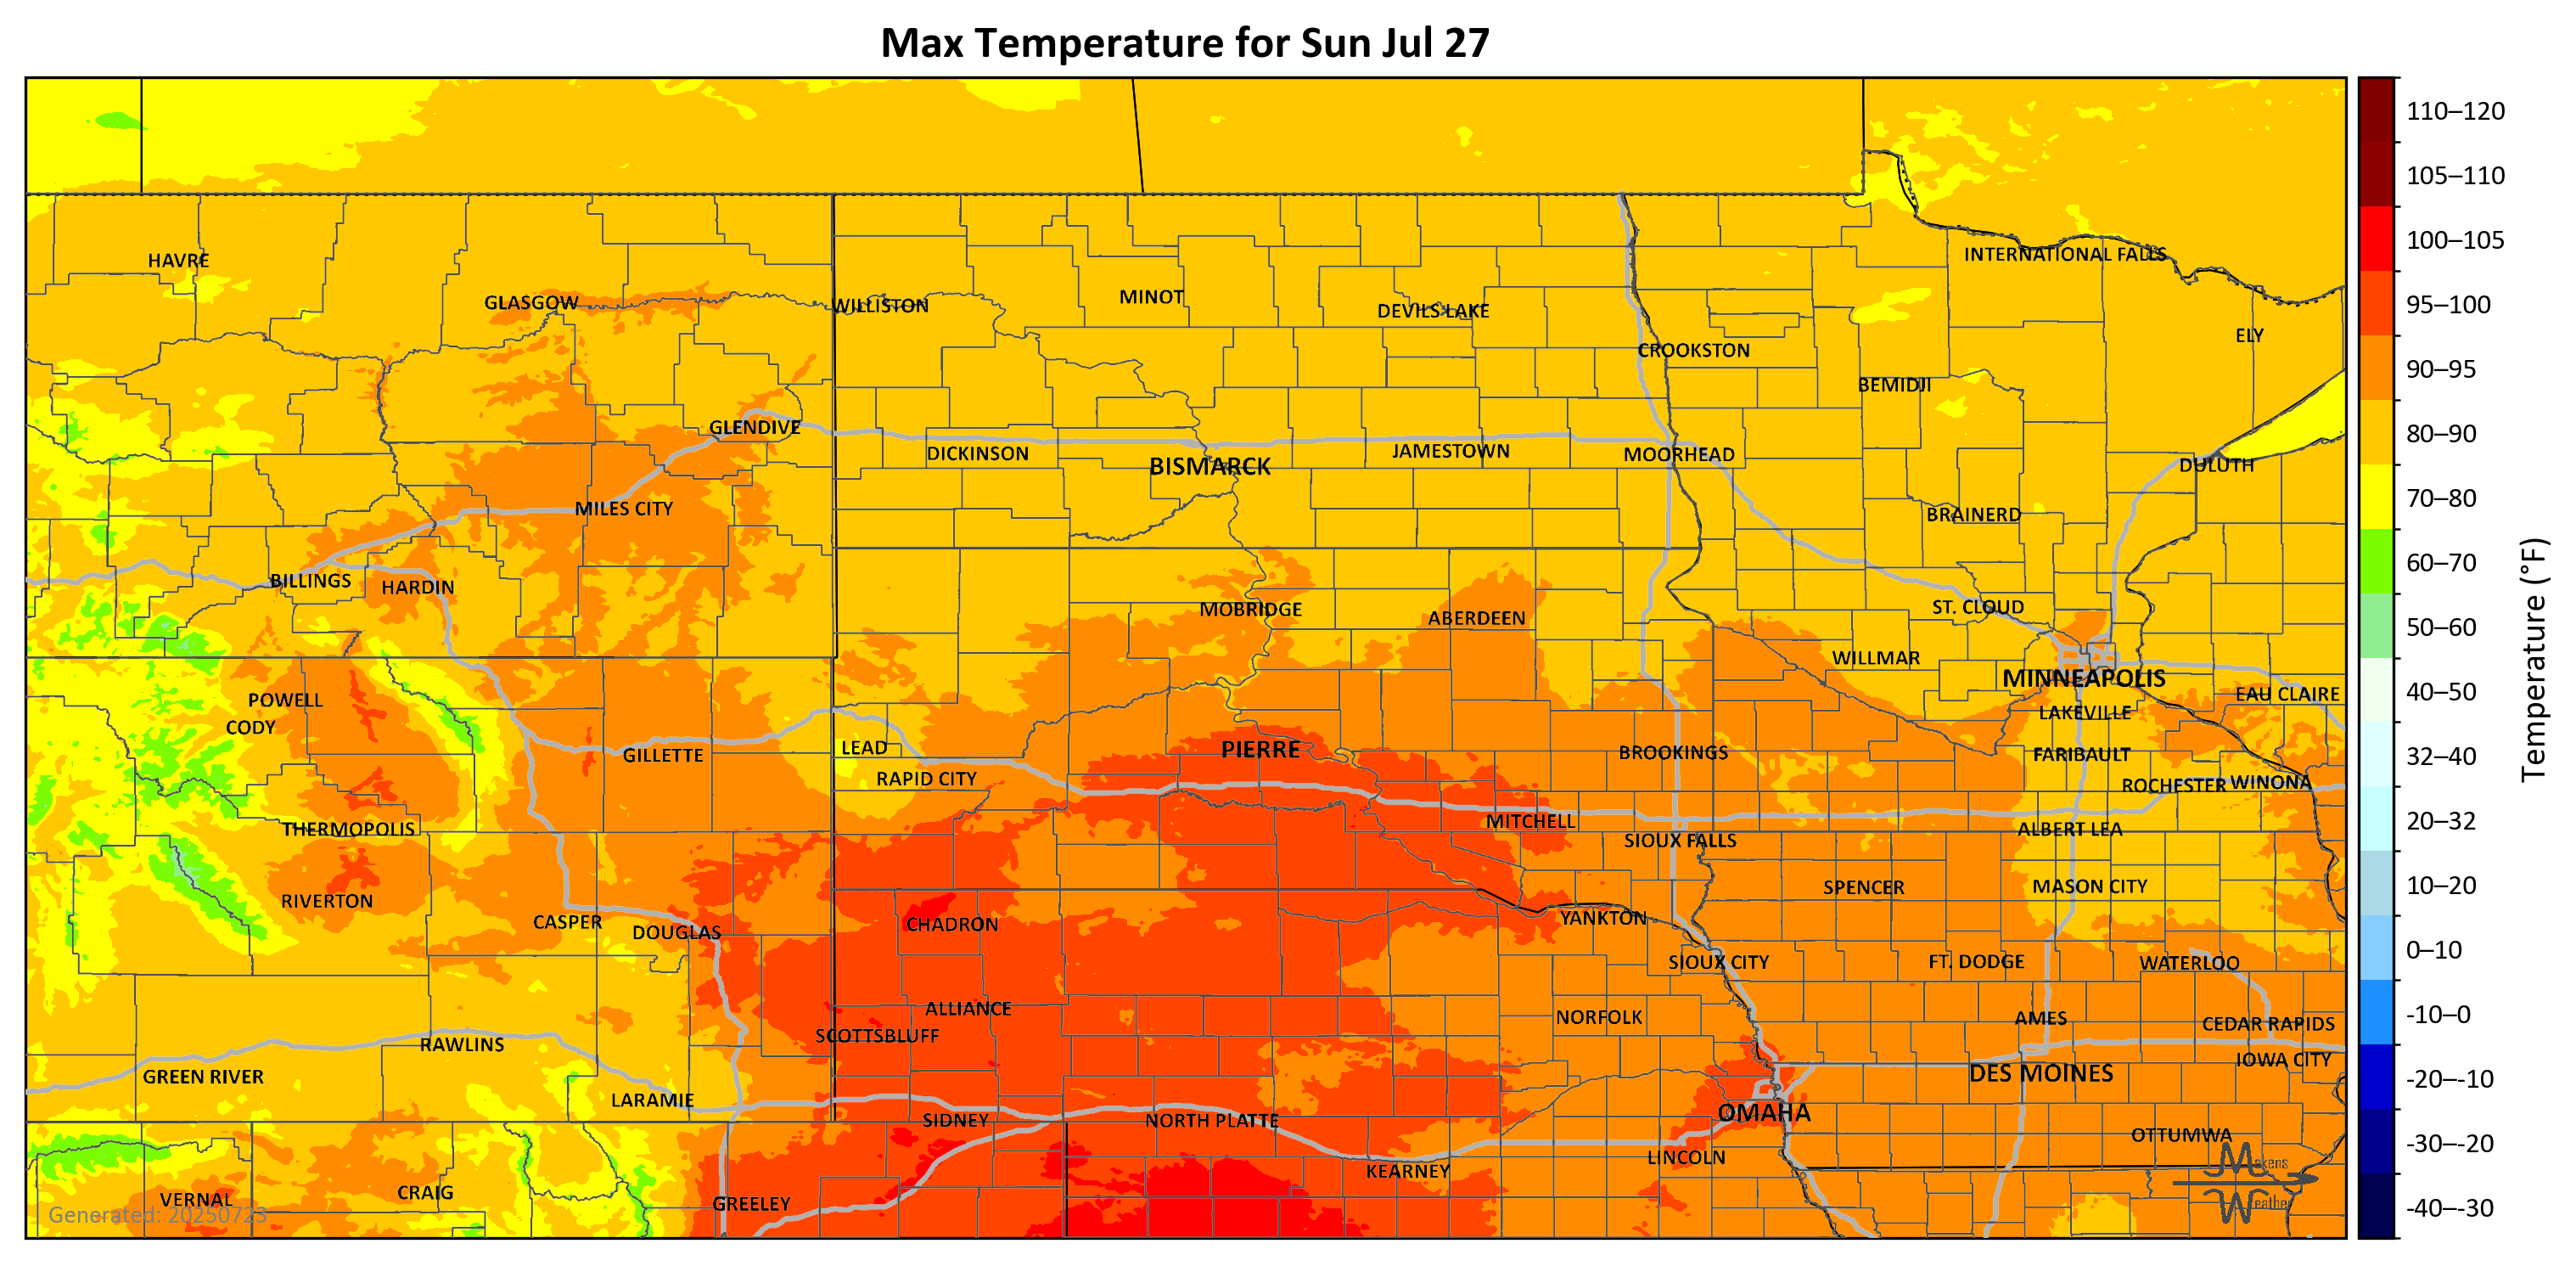 Max Temperature for Sun Jul 27
110–120
105–110
100–105
95–100
90–95
80–90
70–80
60–70
50–60
40–50
32–40
20–32
10–20
0–10
-10–0
-20–-10
-30–-20
-40–-30
Temperature (°F)
HAVRE
GLASGOW
WILLISTON
MINOT
DEVILS LAKE
INTERNATIONAL FALLS
ELY
CROOKSTON
BEMIDJI
GLENDIVE
DICKINSON
BISMARCK
JAMESTOWN
MOORHEAD
DULUTH
MILES CITY
BRAINERD
BILLINGS
HARDIN
MOBRIDGE
ABERDEEN
ST. CLOUD
WILLMAR
MINNEAPOLIS
EAU CLAIRE
POWELL
CODY
LAKEVILLE
GILLETTE
LEAD
PIERRE
BROOKINGS
FARIBAULT
RAPID CITY
ROCHESTER
WINONA
THERMOPOLIS
MITCHELL
SIOUX FALLS
ALBERT LEA
RIVERTON
SPENCER
MASON CITY
CASPER
DOUGLAS
CHADRON
YANKTON
SIOUX CITY
FT. DODGE
WATERLOO
ALLIANCE
SCOTTSBLUFF
NORFOLK
AMES
CEDAR RAPIDS
RAWLINS
IOWA CITY
GREEN RIVER
DES MOINES
LARAMIE
SIDNEY
NORTH PLATTE
OMAHA
OTTUMWA
LINCOLN
KEARNEY
VERNAL
CRAIG
GREELEY
Generated: 20250723
Makens
Weather